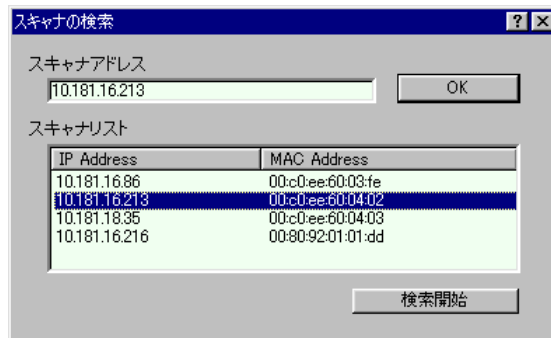 スキャナの検索
スキャナアドレス
10.181.16.213
OK
スキャナリスト
IP Address MAC Address
10.181.16.86 00:c0:ee:60:03:fe
10.181.16.213 00:c0:ee:60:04:02
10.181.18.35 00:c0:ee:60:04:03
10.181.16.216 00:80:92:01:01:dd
検索開始